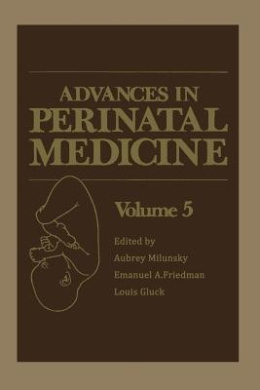 ADVANCES IN
PERINATAL
MEDICINE
Volume 5
Edited by
Aubrey Milunsky
Emanuel A.Friedman
Louis Gluck